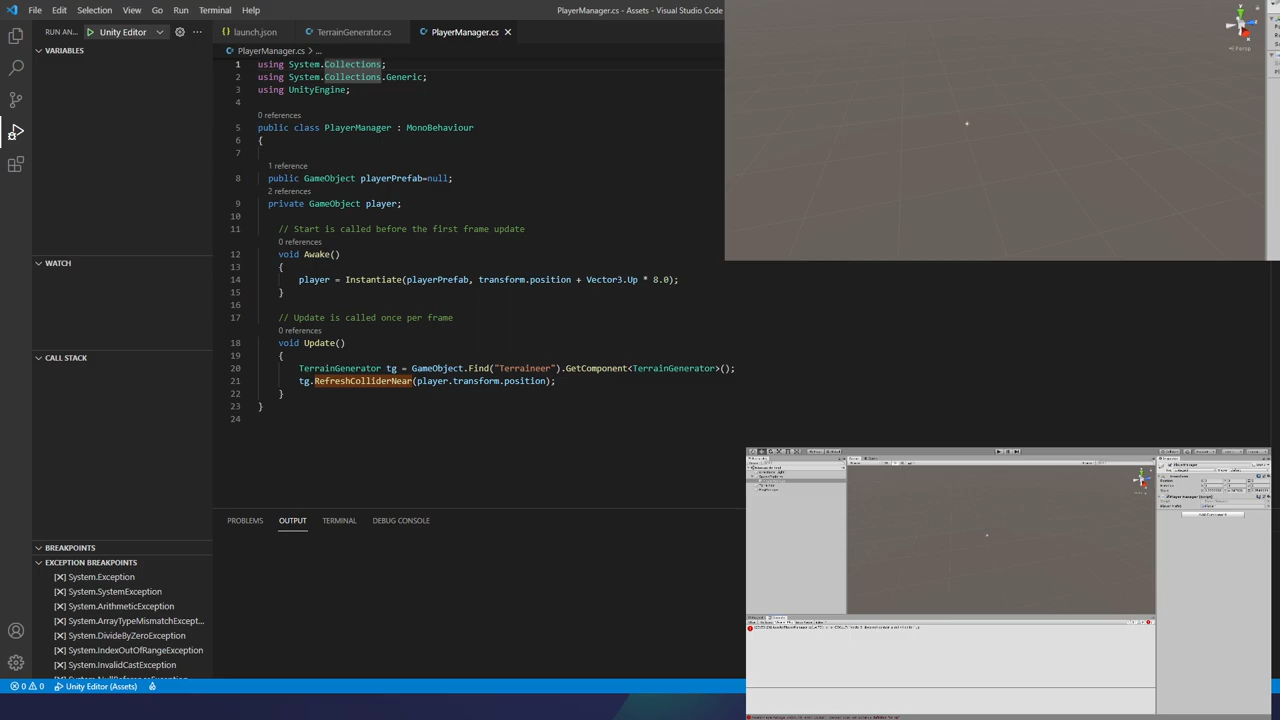 File Edit Selection View Go Run Terminal Help
PlayerManager.cs - Assets - Visual Studio Code
RUN AN... Unity Editor
launch.json TerrainGenerator.cs PlayerManager.cs
PlayerManager.cs > ...
VARIABLES
WATCH
CALL STACK
BREAKPOINTS
EXCEPTION BREAKPOINTS
System.Exception
System.SystemException
System.ArithmeticException
System.ArrayTypeMismatchExcept...
System.DivideByZeroException
System.IndexOutOfRangeException
System.InvalidCastException
System.NullReferenceException
1 using System.Collections;
2 using System.Collections.Generic;
3 using UnityEngine;
4
0 references
5 public class PlayerManager : MonoBehaviour
6 {
7
1 reference
8 public GameObject playerPrefab=null;
2 references
9 private GameObject player;
10
11 // Start is called before the first frame update
0 references
12 void Awake()
13 {
14 player = Instantiate(playerPrefab, transform.position + Vector3.Up * 8.0);
15 }
16
17 // Update is called once per frame
0 references
18 void Update()
19 {
20 TerrainGenerator tg = GameObject.Find("Terraineer").GetComponent<TerrainGenerator>();
21 tg.RefreshColliderNear(player.transform.position);
22 }
23 }
24
PROBLEMS OUTPUT TERMINAL DEBUG CONSOLE
0 0 Unity Editor (Assets)
Persp
Add Component